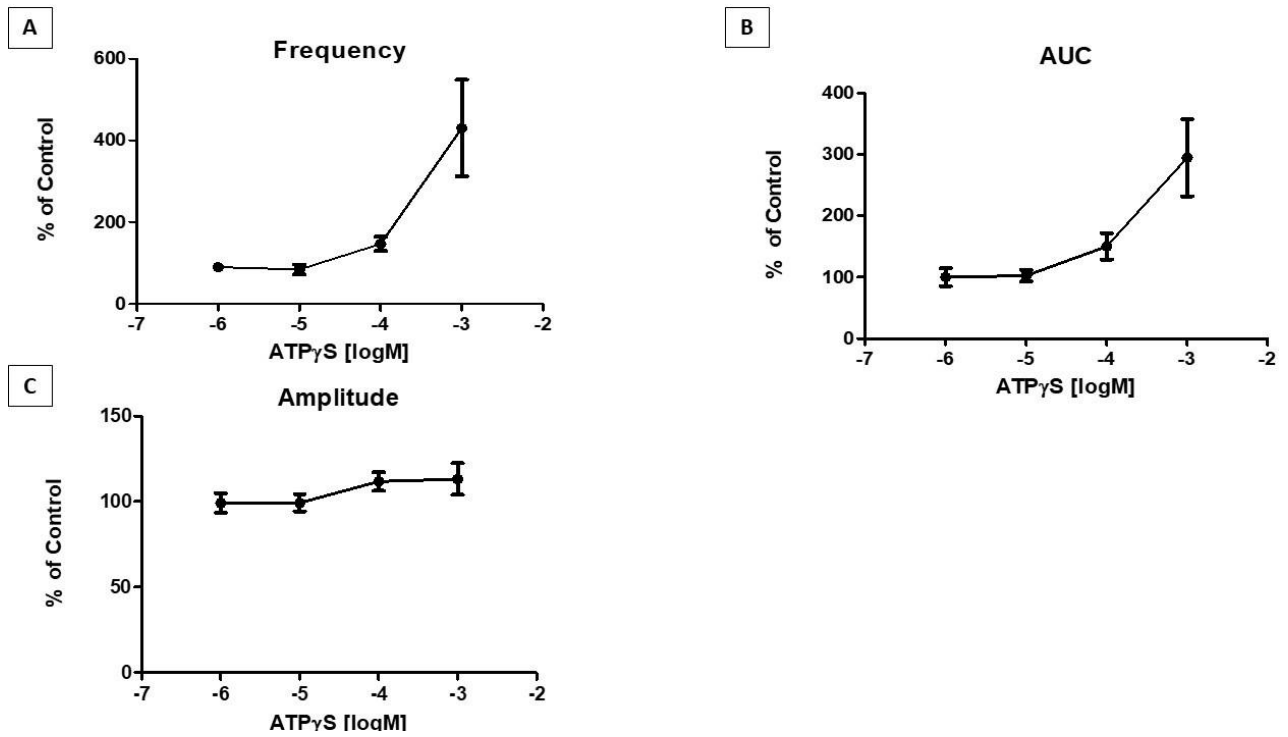 A
Frequency
% of Control
600
400
200
0
-7 -6 -5 -4 -3 -2
ATPγS [logM]
B
AUC
% of Control
400
300
200
100
0
-7 -6 -5 -4 -3 -2
ATPγS [logM]
C
Amplitude
% of Control
150
100
50
0
-7 -6 -5 -4 -3 -2
ATPγS [logM]